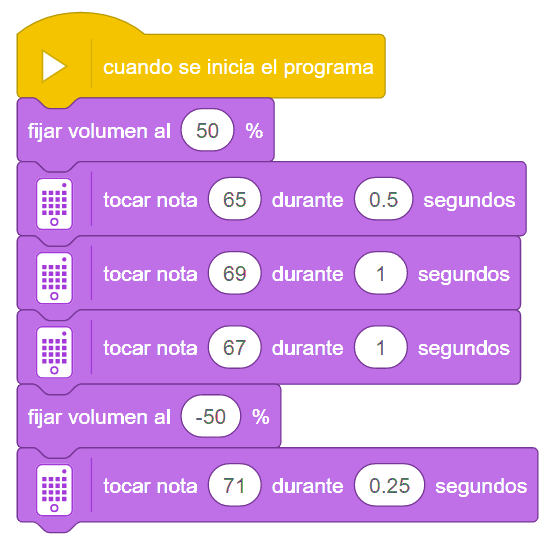 cuando se inicia el programa
fijar volumen al 50 %
tocar nota 65 durante 0.5 segundos
tocar nota 69 durante 1 segundos
tocar nota 67 durante 1 segundos
fijar volumen al -50 %
tocar nota 71 durante 0.25 segundos